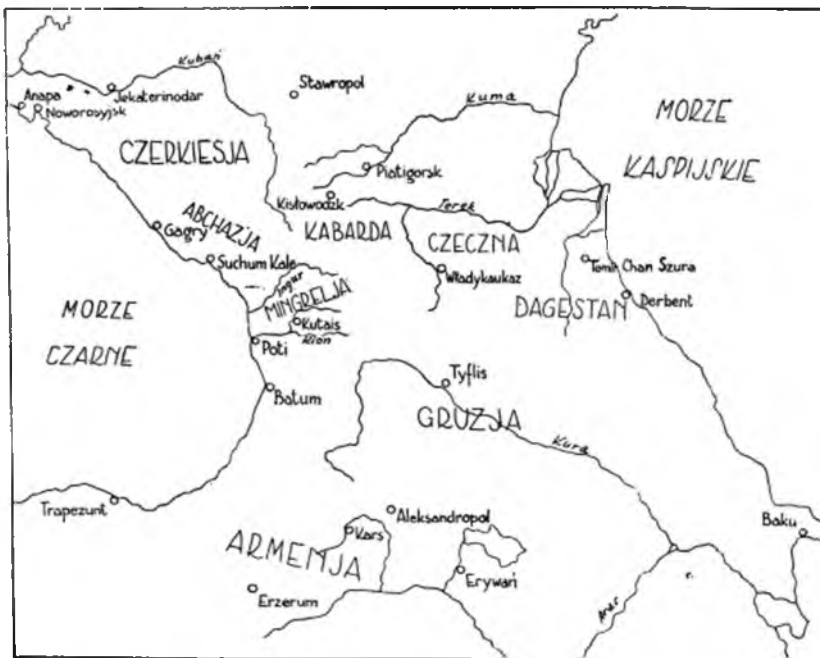 Kubań
Stawropol
Anapa
Jekaterinodar
Noworosyjsk
Kuma
MORZE
KASPIJSKIE
CZERKIESJA
Piatigorsk
Kisłowodzk
Terek
ABCHAZJA
KABARDA
CZECZNA
Gagry
Suchum Kale
Władykaukaz
Temir Chan Szura
Ingur
MINGRELJA
DAGESTAN
Derbent
MORZE
CZARNE
Kutais
Rion
Poti
Tyflis
Batum
GRUZJA
Kura
Trapezunt
Aleksandropol
Kars
Baku
ARMENJA
Erywań
Erzerum
Araks